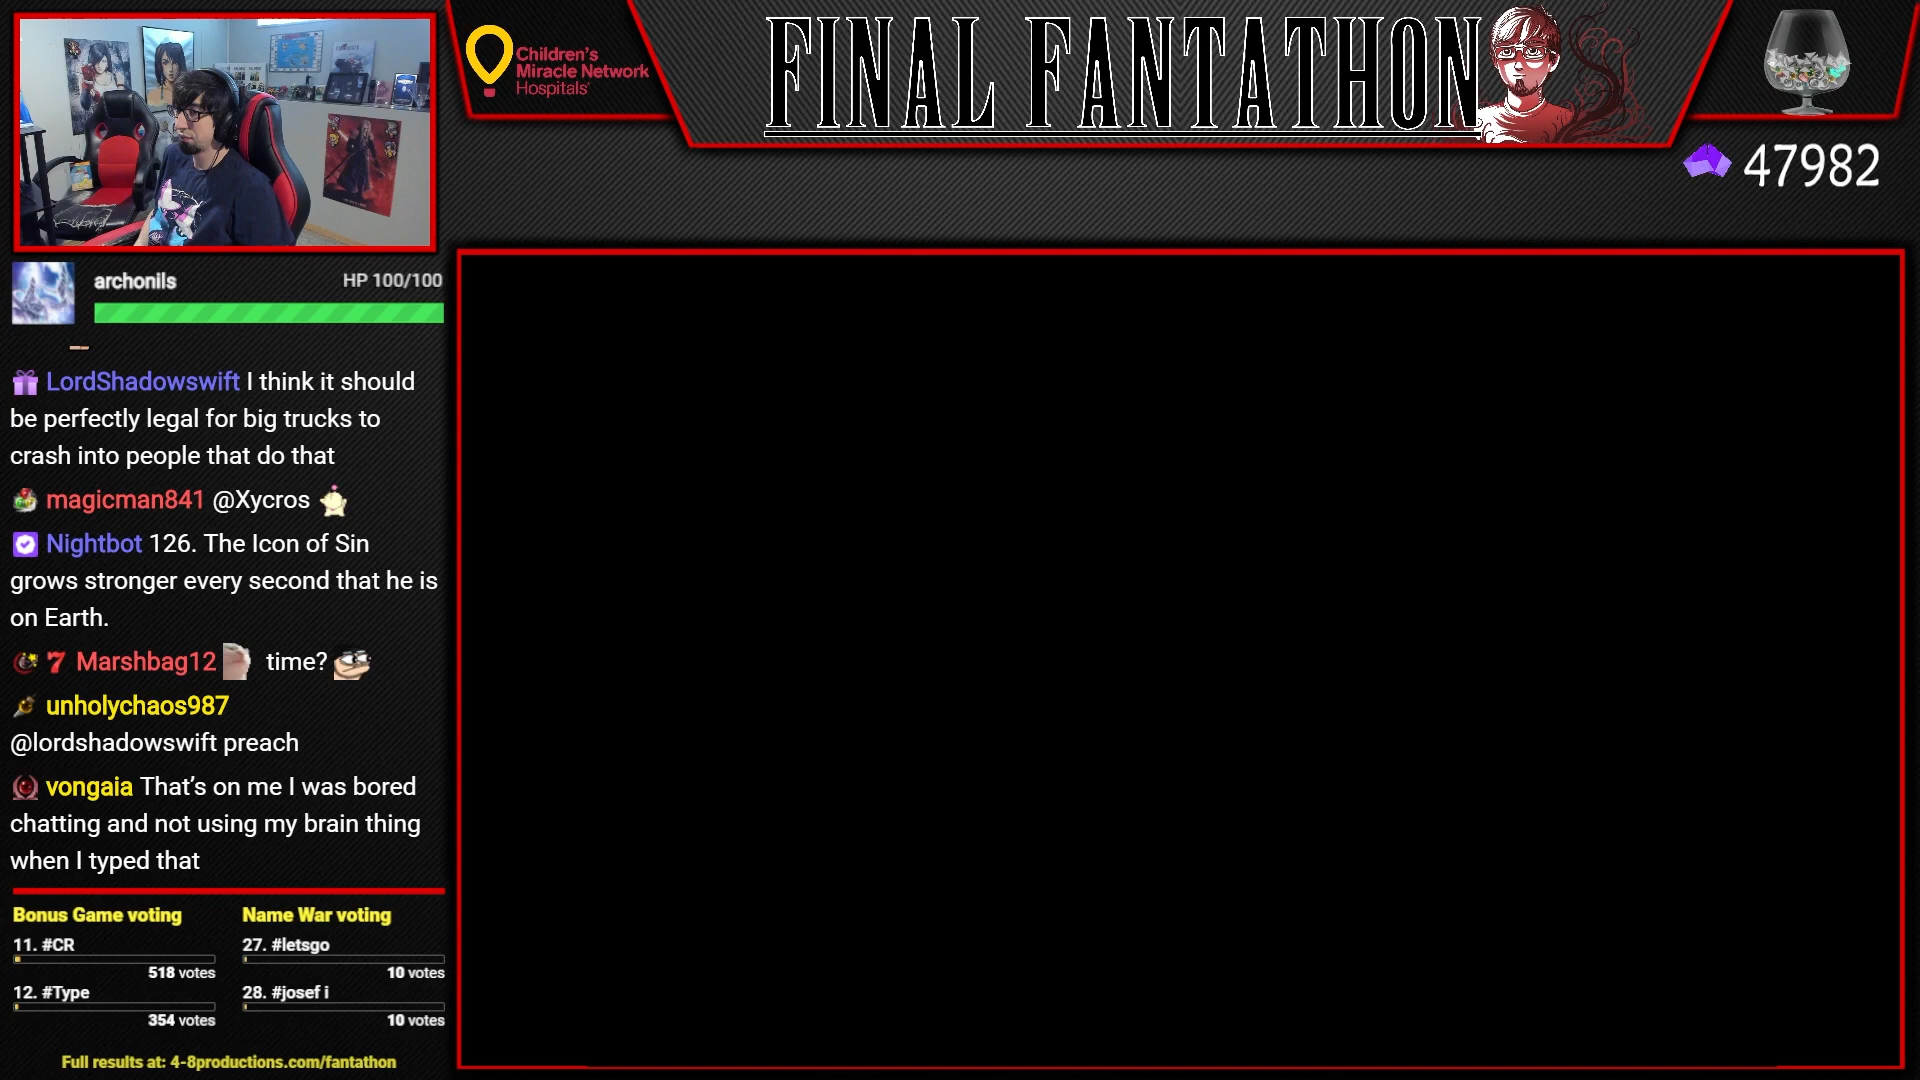 Children's
Miracle Network
Hospitals
FINAL FANTATHON
47982
archonils
HP 100/100
LordShadowswift I think it should
be perfectly legal for big trucks to
crash into people that do that
magicman841 @Xycros
Nightbot 126. The Icon of Sin
grows stronger every second that he is
on Earth.
7 Marshbag12 time?
unholychaos987
@lordshadowswift preach
vongaia That’s on me I was bored
chatting and not using my brain thing
when I typed that
Bonus Game voting
11. #CR
518 votes
12. #Type
354 votes
Name War voting
27. #letsgo
10 votes
28. #josef i
10 votes
Full results at: 4-8productions.com/fantathon